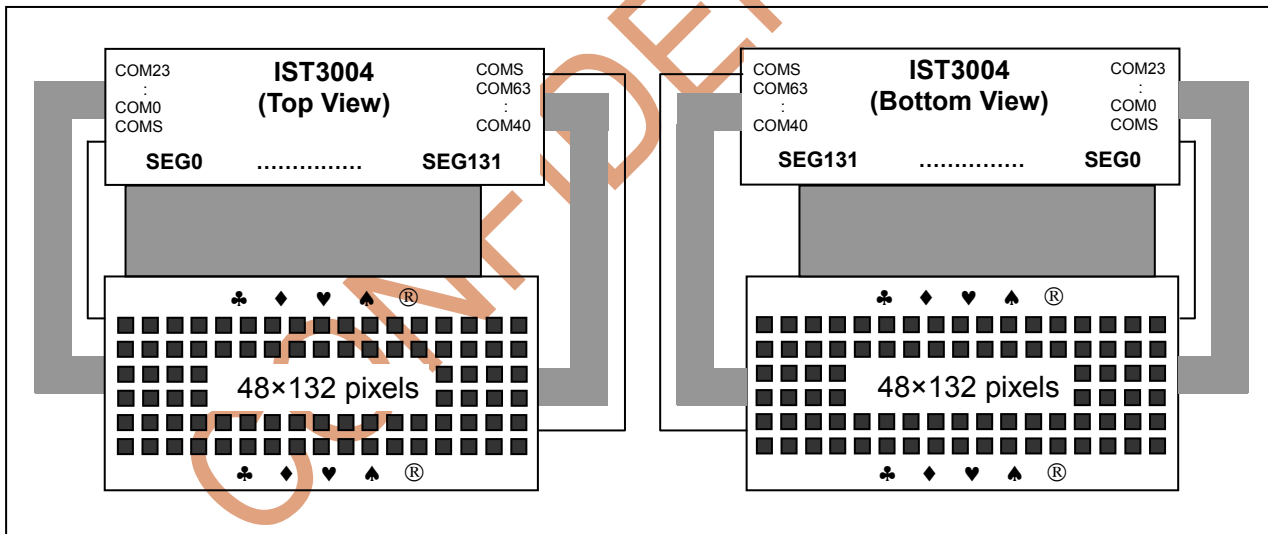 COM23
:
COM0
COMS
IST3004
(Top View)
COMS
COM63
:
COM40
SEG0 ............... SEG131
♣ ♦ ♥ ♠ ®
48×132 pixels
♣ ♦ ♥ ♠ ®
COMS
COM63
:
COM40
IST3004
(Bottom View)
COM23
:
COM0
COMS
SEG131 ............... SEG0
♣ ♦ ♥ ♠ ®
48×132 pixels
♣ ♦ ♥ ♠ ®